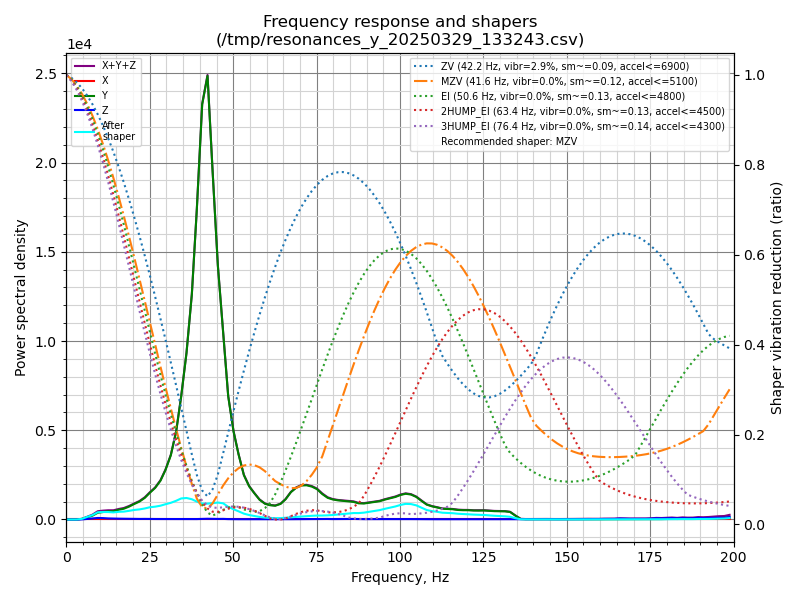 Frequency response and shapers
(/tmp/resonances_y_20250329_133243.csv)
1e4
X+Y+Z
X
Y
Z
After
shaper
ZV (42.2 Hz, vibr=2.9%, sm~=0.09, accel<=6900)
MZV (41.6 Hz, vibr=0.0%, sm~=0.12, accel<=5100)
EI (50.6 Hz, vibr=0.0%, sm~=0.13, accel<=4800)
2HUMP_EI (63.4 Hz, vibr=0.0%, sm~=0.13, accel<=4500)
3HUMP_EI (76.4 Hz, vibr=0.0%, sm~=0.14, accel<=4300)
Recommended shaper: MZV
2.5
2.0
1.5
1.0
0.5
0.0
Power spectral density
1.0
0.8
0.6
0.4
0.2
0.0
Shaper vibration reduction (ratio)
0 25 50 75 100 125 150 175 200
Frequency, Hz